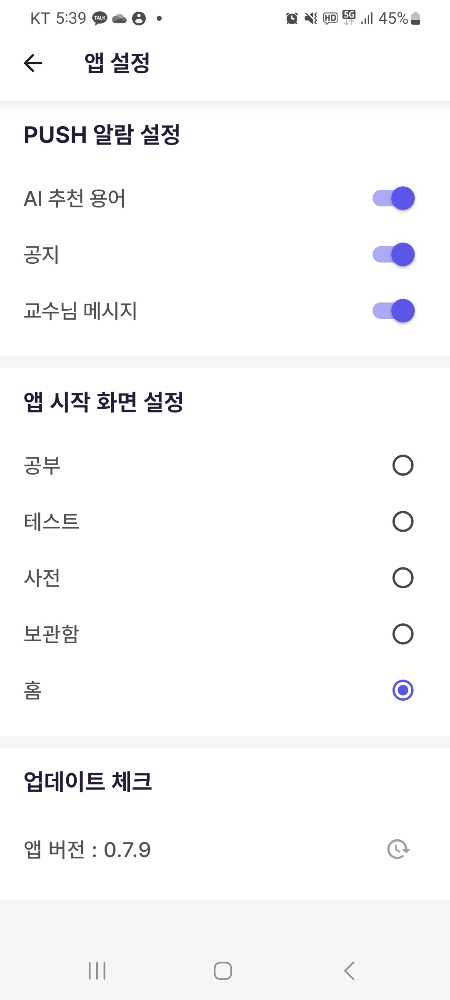 KT 5:39 TALK HD 5G 45%
앱 설정
PUSH 알람 설정
AI 추천 용어
공지
교수님 메시지
앱 시작 화면 설정
공부
테스트
사전
보관함
홈
업데이트 체크
앱 버전 : 0.7.9